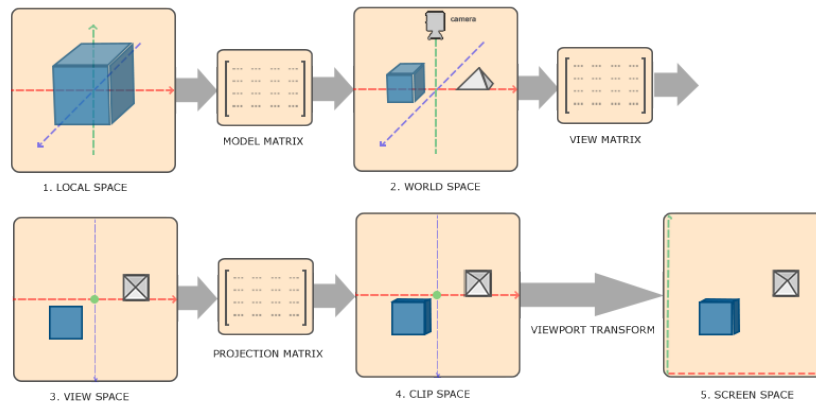 camera
MODEL MATRIX
VIEW MATRIX
1. LOCAL SPACE
2. WORLD SPACE
VIEWPORT TRANSFORM
PROJECTION MATRIX
3. VIEW SPACE
4. CLIP SPACE
5. SCREEN SPACE